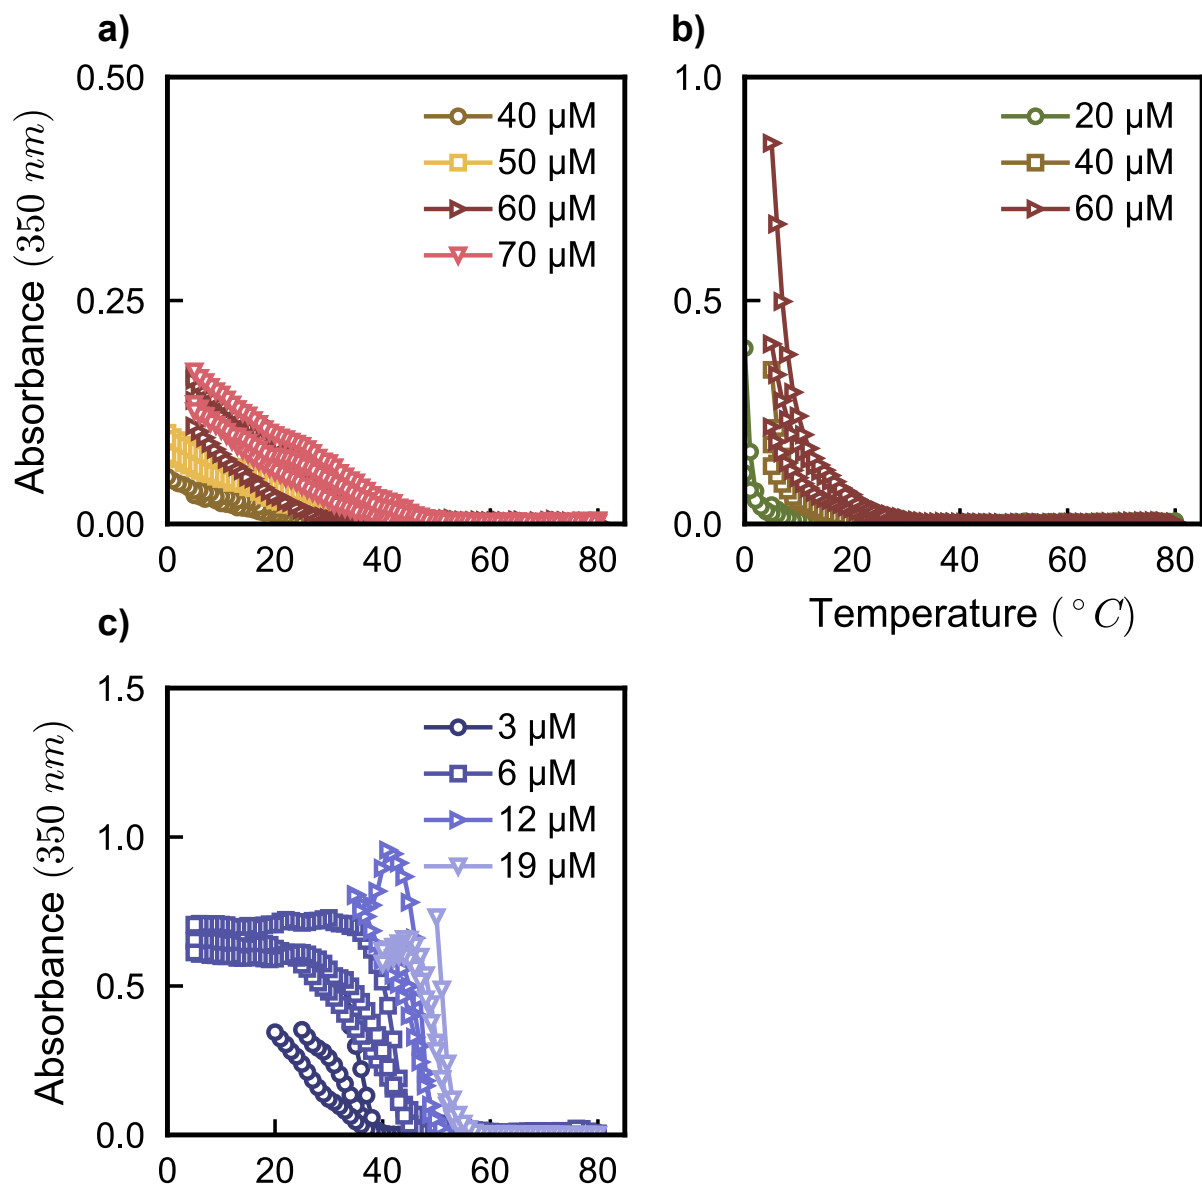 a)
Absorbance (350 nm)
0.50
0.25
0.00
40 µM
50 µM
60 µM
70 µM
0 20 40 60 80
b)
1.0
0.5
0.0
20 µM
40 µM
60 µM
0 20 40 60 80
Temperature (°C)
c)
Absorbance (350 nm)
1.5
1.0
0.5
0.0
3 µM
6 µM
12 µM
19 µM
0 20 40 60 80